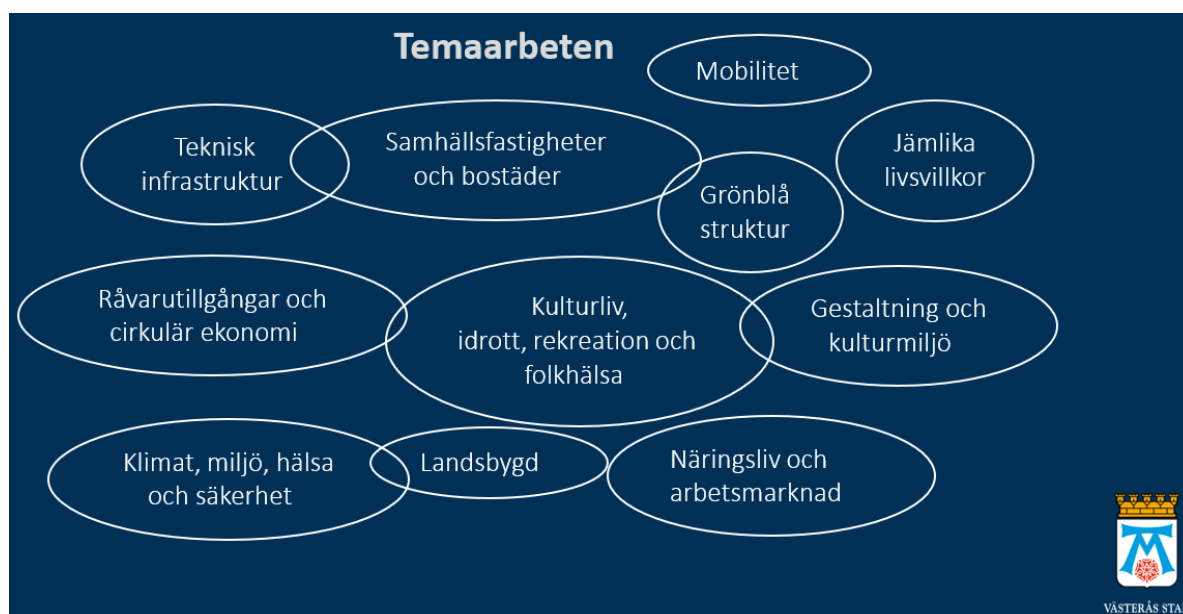 Temaarbeten
Mobilitet
Teknisk
infrastruktur
Samhällsfastigheter
och bostäder
Grönblå
struktur
Jämlika
livsvillkor
Råvarutillgångar och
cirkulär ekonomi
Kulturliv,
idrott, rekreation och
folkhälsa
Gestaltning och
kulturmiljö
Klimat, miljö, hälsa
och säkerhet
Landsbygd
Näringsliv och
arbetsmarknad
VÄSTERÅS STA